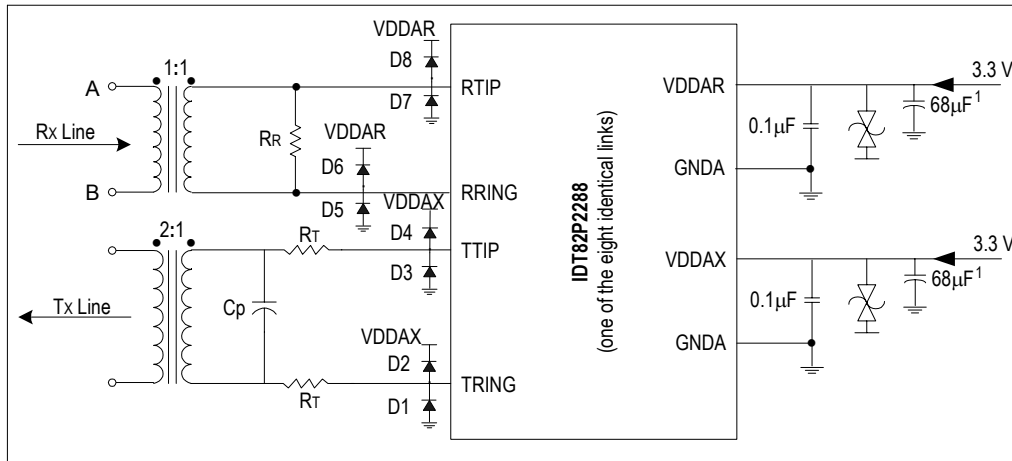 VDDAR
D8
1:1
A
RTIP
D7
Rx Line
RR
VDDAR
D6
B
RRING
D5
VDDAX
2:1
RT
D4
TTIP
D3
Tx Line
Cp
VDDAX
D2
TRING
RT
D1
IDT82P2288
(one of the eight identical links)
3.3 V
VDDAR
68µF1
0.1µF
GNDA
3.3 V
VDDAX
68µF1
0.1µF
GNDA